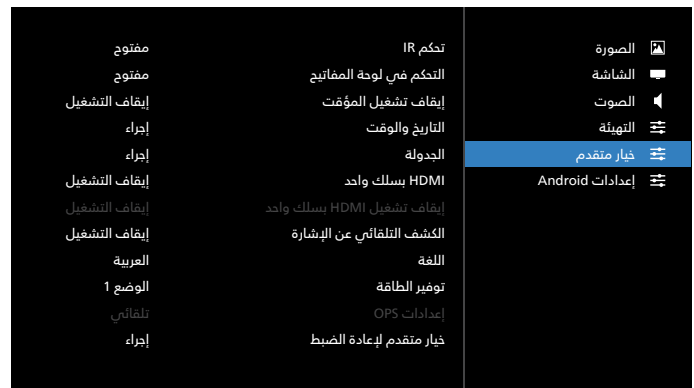 الصورة
الشاشة
الصوت
التهيئة
خيار متقدم
إعدادات Android
تحكم IR مفتوح
التحكم في لوحة المفاتيح مفتوح
إيقاف تشغيل المؤقت إيقاف التشغيل
التاريخ والوقت إجراء
الجدولة إجراء
HDMI بسلك واحد إيقاف التشغيل
إيقاف تشغيل HDMI بسلك واحد إيقاف التشغيل
الكشف التلقائي عن الإشارة إيقاف التشغيل
اللغة العربية
توفير الطاقة الوضع 1
إعدادات OPS تلقائي
خيار متقدم لإعادة الضبط إجراء